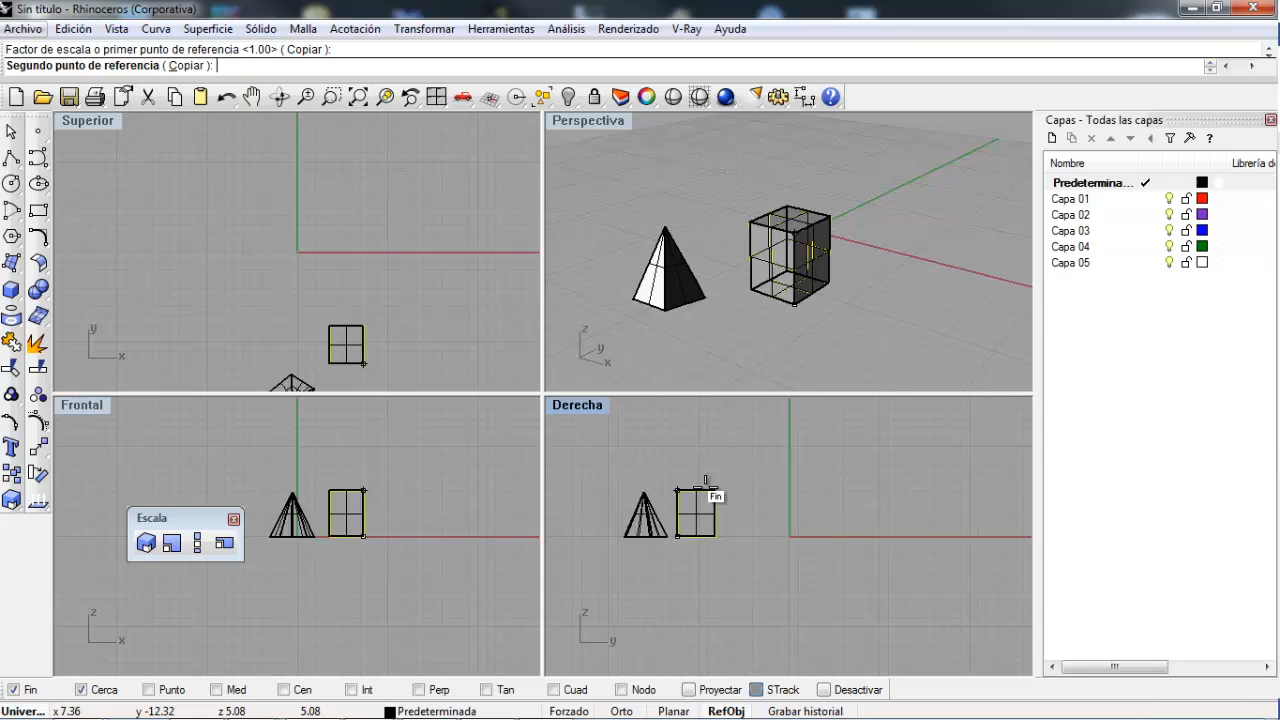 Sin título - Rhinoceros (Corporativa)
Archivo Edición Vista Curva Superficie Sólido Malla Acotación Transformar Herramientas Análisis Renderizado V-Ray Ayuda
Factor de escala o primer punto de referencia <1.00> ( Copiar ):
Segundo punto de referencia ( Copiar ):
Superior
Perspectiva
Capas - Todas las capas
Nombre Librería de
Predetermina...
Capa 01
Capa 02
Capa 03
Capa 04
Capa 05
y
x
z
y
x
Frontal
Derecha
Fin
Escala
z
x
z
y
Fin Cerca Punto Med Cen Int Perp Tan Cuad Nodo Proyectar STrack Desactivar
Univer... x 7.36 y -12.32 z 5.08 5.08 Predeterminada Forzado Orto Planar RefObj Grabar historial